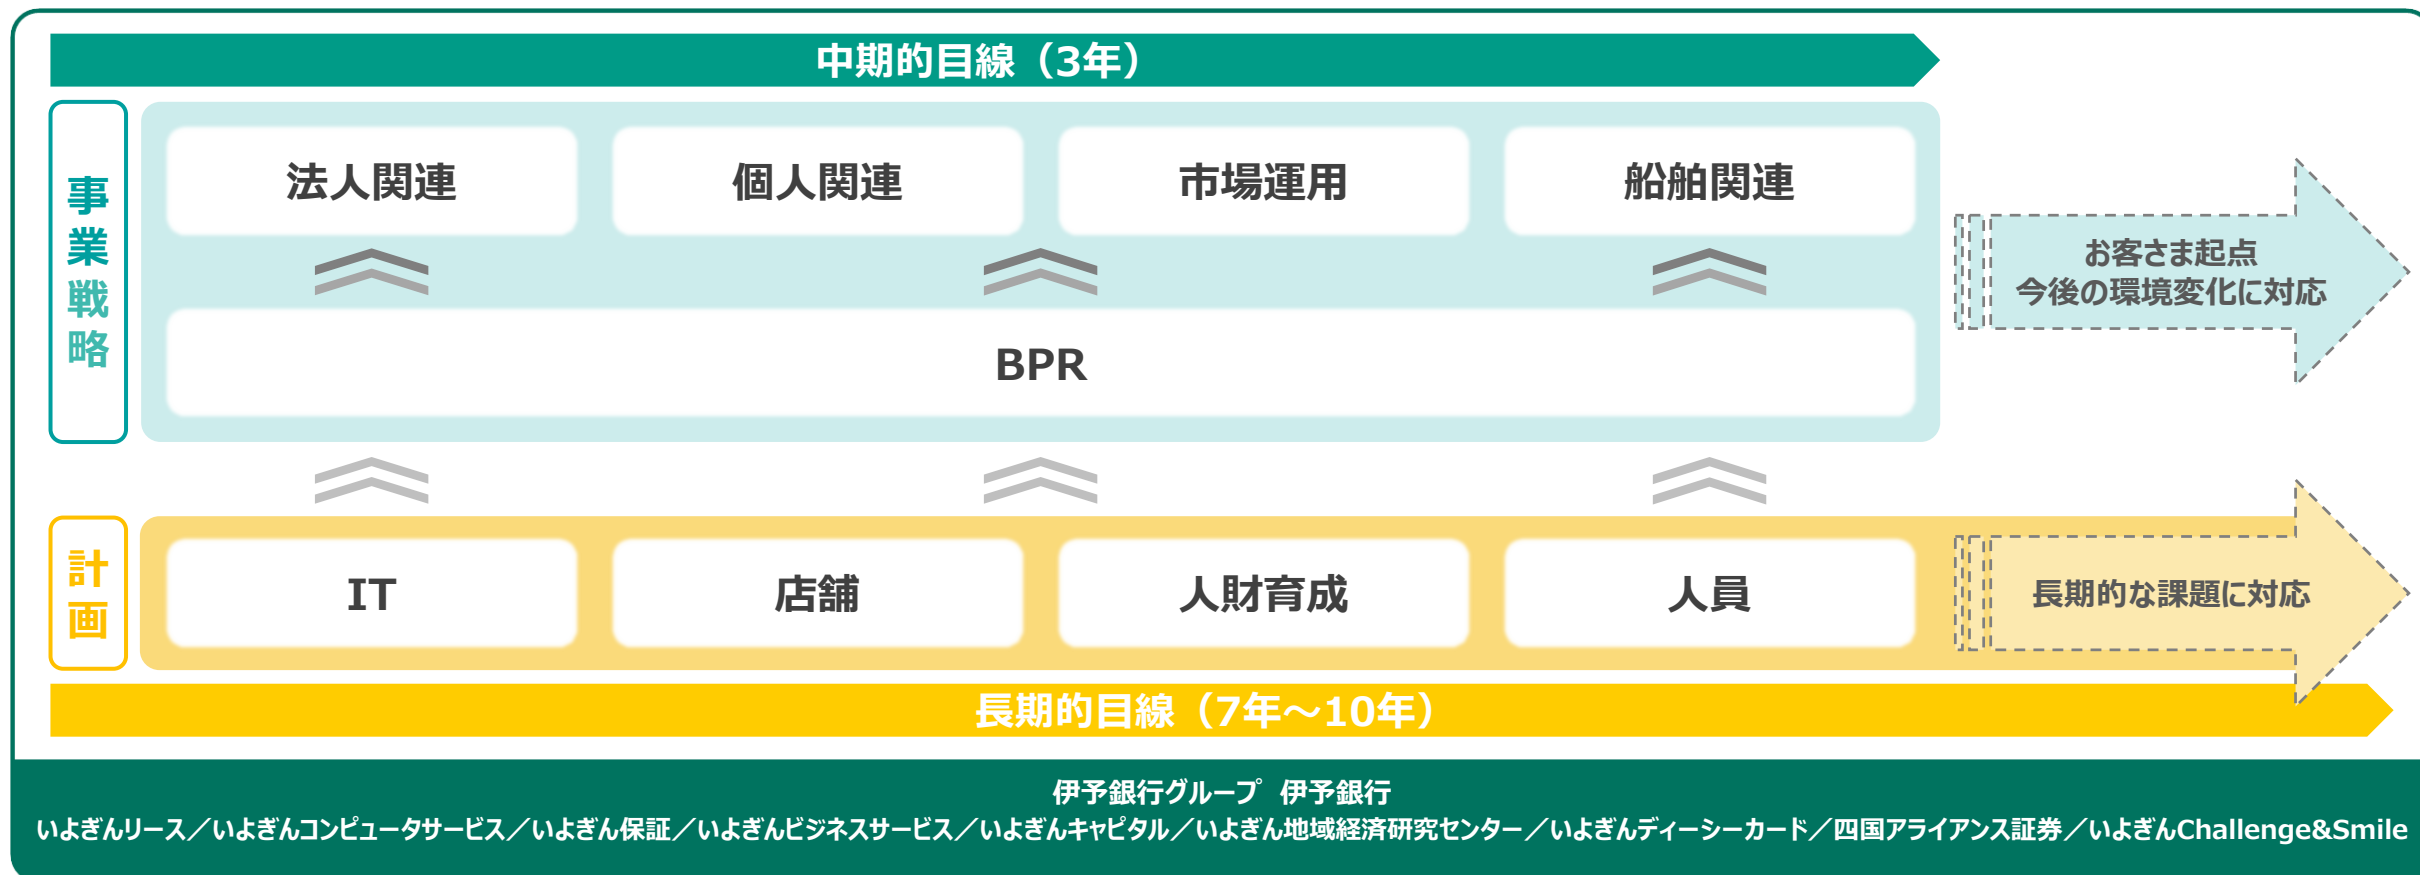 中期的目線（3年）
事業戦略
法人関連
個人関連
市場運用
船舶関連
BPR
お客さま起点
今後の環境変化に対応
計画
IT
店舗
人財育成
人員
長期的な課題に対応
長期的目線（7年～10年）
伊予銀行グループ 伊予銀行
いよぎんリース／いよぎんコンピュータサービス／いよぎん保証／いよぎんビジネスサービス／いよぎんキャピタル／いよぎん地域経済研究センター／いよぎんディーシーカード／四国アライアンス証券／いよぎんChallenge&Smile